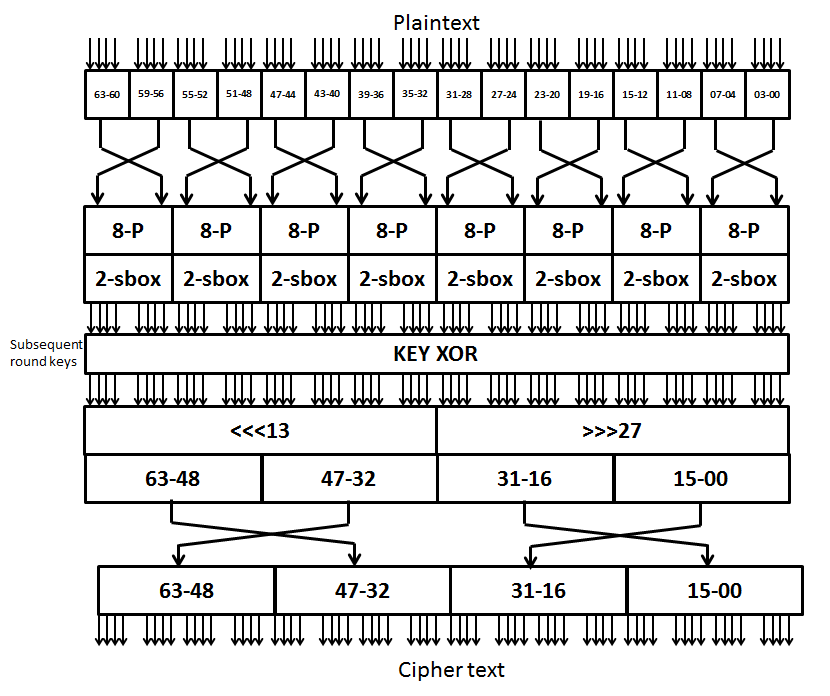 Plaintext
63-60 59-56 55-52 51-48 47-44 43-40 39-36 35-32 31-28 27-24 23-20 19-16 15-12 11-08 07-04 03-00
8-P 8-P 8-P 8-P 8-P 8-P 8-P 8-P
2-sbox 2-sbox 2-sbox 2-sbox 2-sbox 2-sbox 2-sbox 2-sbox
Subsequent
round keys
KEY XOR
<<<13 >>>27
63-48 47-32 31-16 15-00
63-48 47-32 31-16 15-00
Cipher text